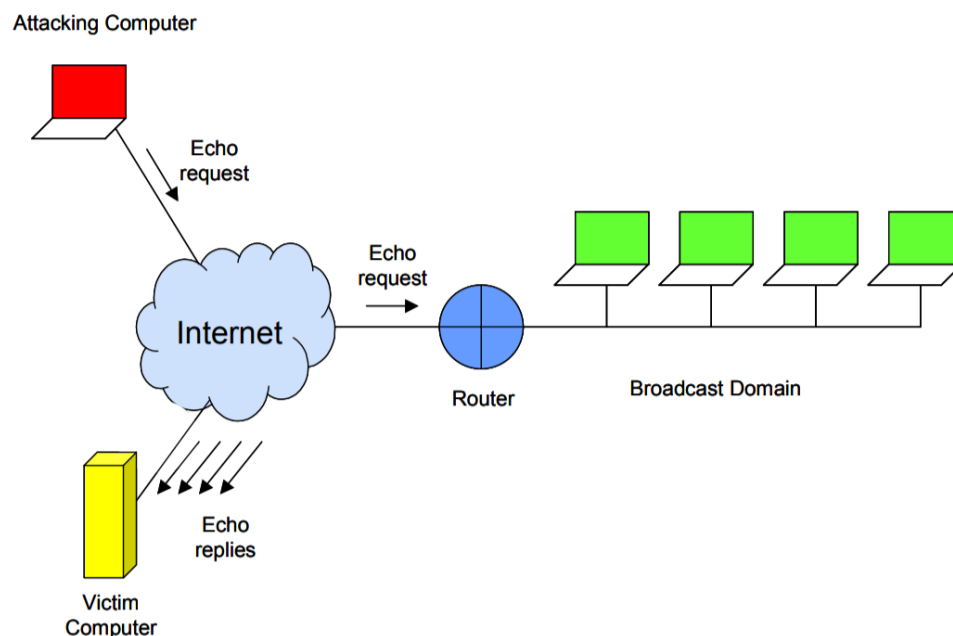 Attacking Computer
Echo
request
Echo
request
Internet
Router
Broadcast Domain
Echo
replies
Victim
Computer